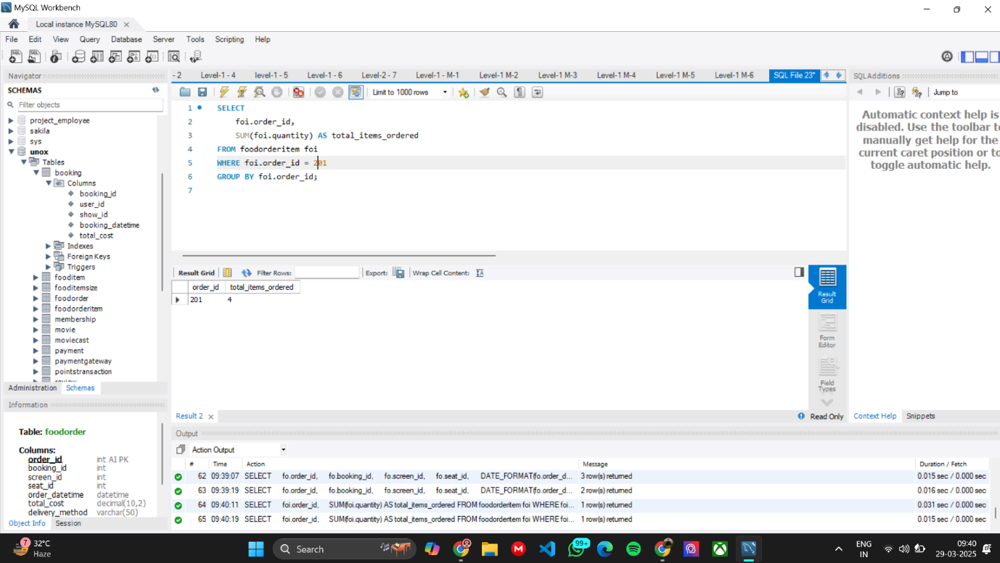 MySQL Workbench
Local instance MySQL80
File Edit View Query Database Server Tools Scripting Help
Navigator
SCHEMAS
Filter objects
project_employee
sakila
sys
unox
Tables
booking
Columns
booking_id
user_id
show_id
booking_datetime
total_cost
Indexes
Foreign Keys
Triggers
fooditem
fooditemsize
foodorder
foodorderitem
membership
movie
moviecast
payment
paymentgateway
pointstransaction
review
Administration Schemas
Information
Table: foodorder
Columns:
order_id int AI PK
booking_id int
screen_id int
seat_id int
order_datetime datetime
total_cost decimal(10,2)
delivery_method varchar(50)
Object Info Session
- 2 Level-1 - 4 level-1 - 5 Level-1 - 6 Level-2 - 7 Level-1 - M-1 Level-1 M-2 Level-1 M-3 Level-1 M-4 Level-1 M-5 Level-1 M-6 SQL File 23*
Limit to 1000 rows
1 SELECT
2 foi.order_id,
3 SUM(foi.quantity) AS total_items_ordered
4 FROM foodorderitem foi
5 WHERE foi.order_id = 201
6 GROUP BY foi.order_id;
7
Result Grid Filter Rows: Export: Wrap Cell Content:
order_id total_items_ordered
201 4
Result Grid
Form Editor
Field Types
Result 2
Read Only
SQLAdditions
Jump to
Automatic context help is
disabled. Use the toolbar to
manually get help for the
current caret position or to
toggle automatic help.
Context Help Snippets
Output
Action Output
# Time Action Message Duration / Fetch
62 09:39:07 SELECT fo.order_id, fo.booking_id, fo.screen_id, fo.seat_id, DATE_FORMAT(fo.order_d... 3 row(s) returned 0.015 sec / 0.000 sec
63 09:39:19 SELECT fo.order_id, fo.booking_id, fo.screen_id, fo.seat_id, DATE_FORMAT(fo.order_d... 2 row(s) returned 0.016 sec / 0.000 sec
64 09:40:11 SELECT foi.order_id, SUM(foi.quantity) AS total_items_ordered FROM foodorderitem foi WHERE foi... 1 row(s) returned 0.031 sec / 0.000 sec
65 09:40:19 SELECT foi.order_id, SUM(foi.quantity) AS total_items_ordered FROM foodorderitem foi WHERE foi... 1 row(s) returned 0.015 sec / 0.000 sec
7
32°C
Haze
Search
99+
ENG
IN
09:40
29-03-2025